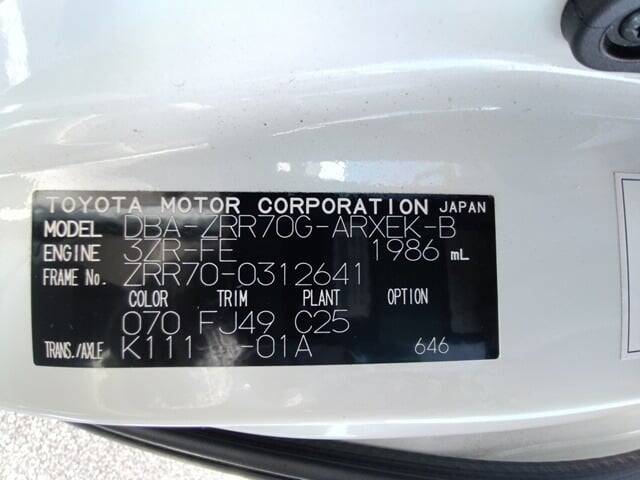 TOYOTA MOTOR CORPORATION JAPAN
MODEL DBA-ZRR70G-ARXEK-B
ENGINE 3ZR-FE 1986 mL
FRAME No. ZRR70-0312641
COLOR TRIM PLANT OPTION
070 FJ49 C25
TRANS./AXLE K111 -01A 646